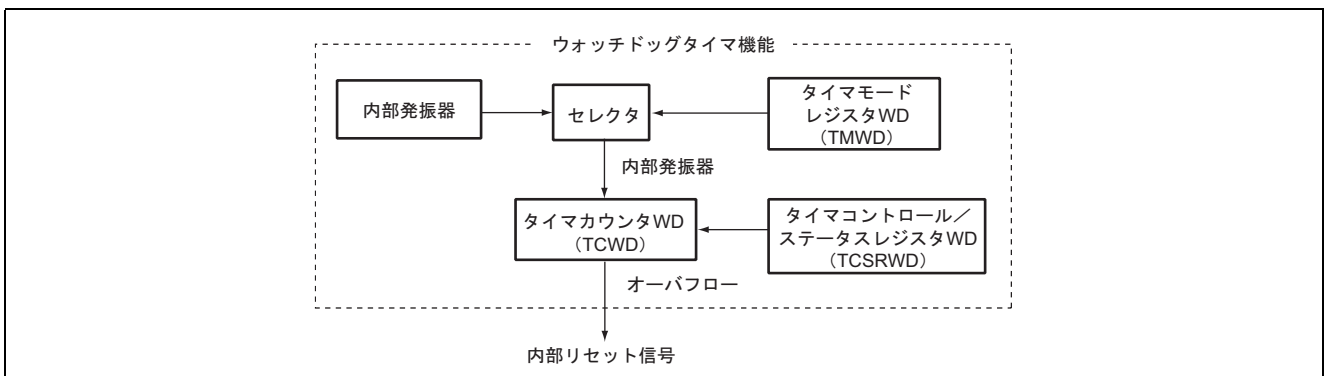 ウォッチドッグタイマ機能
内部発振器
セレクタ
タイマモード
レジスタWD
（TMWD）
内部発振器
タイマカウンタWD
（TCWD）
タイマコントロール／
ステータスレジスタWD
（TCSRWD）
オーバフロー
内部リセット信号